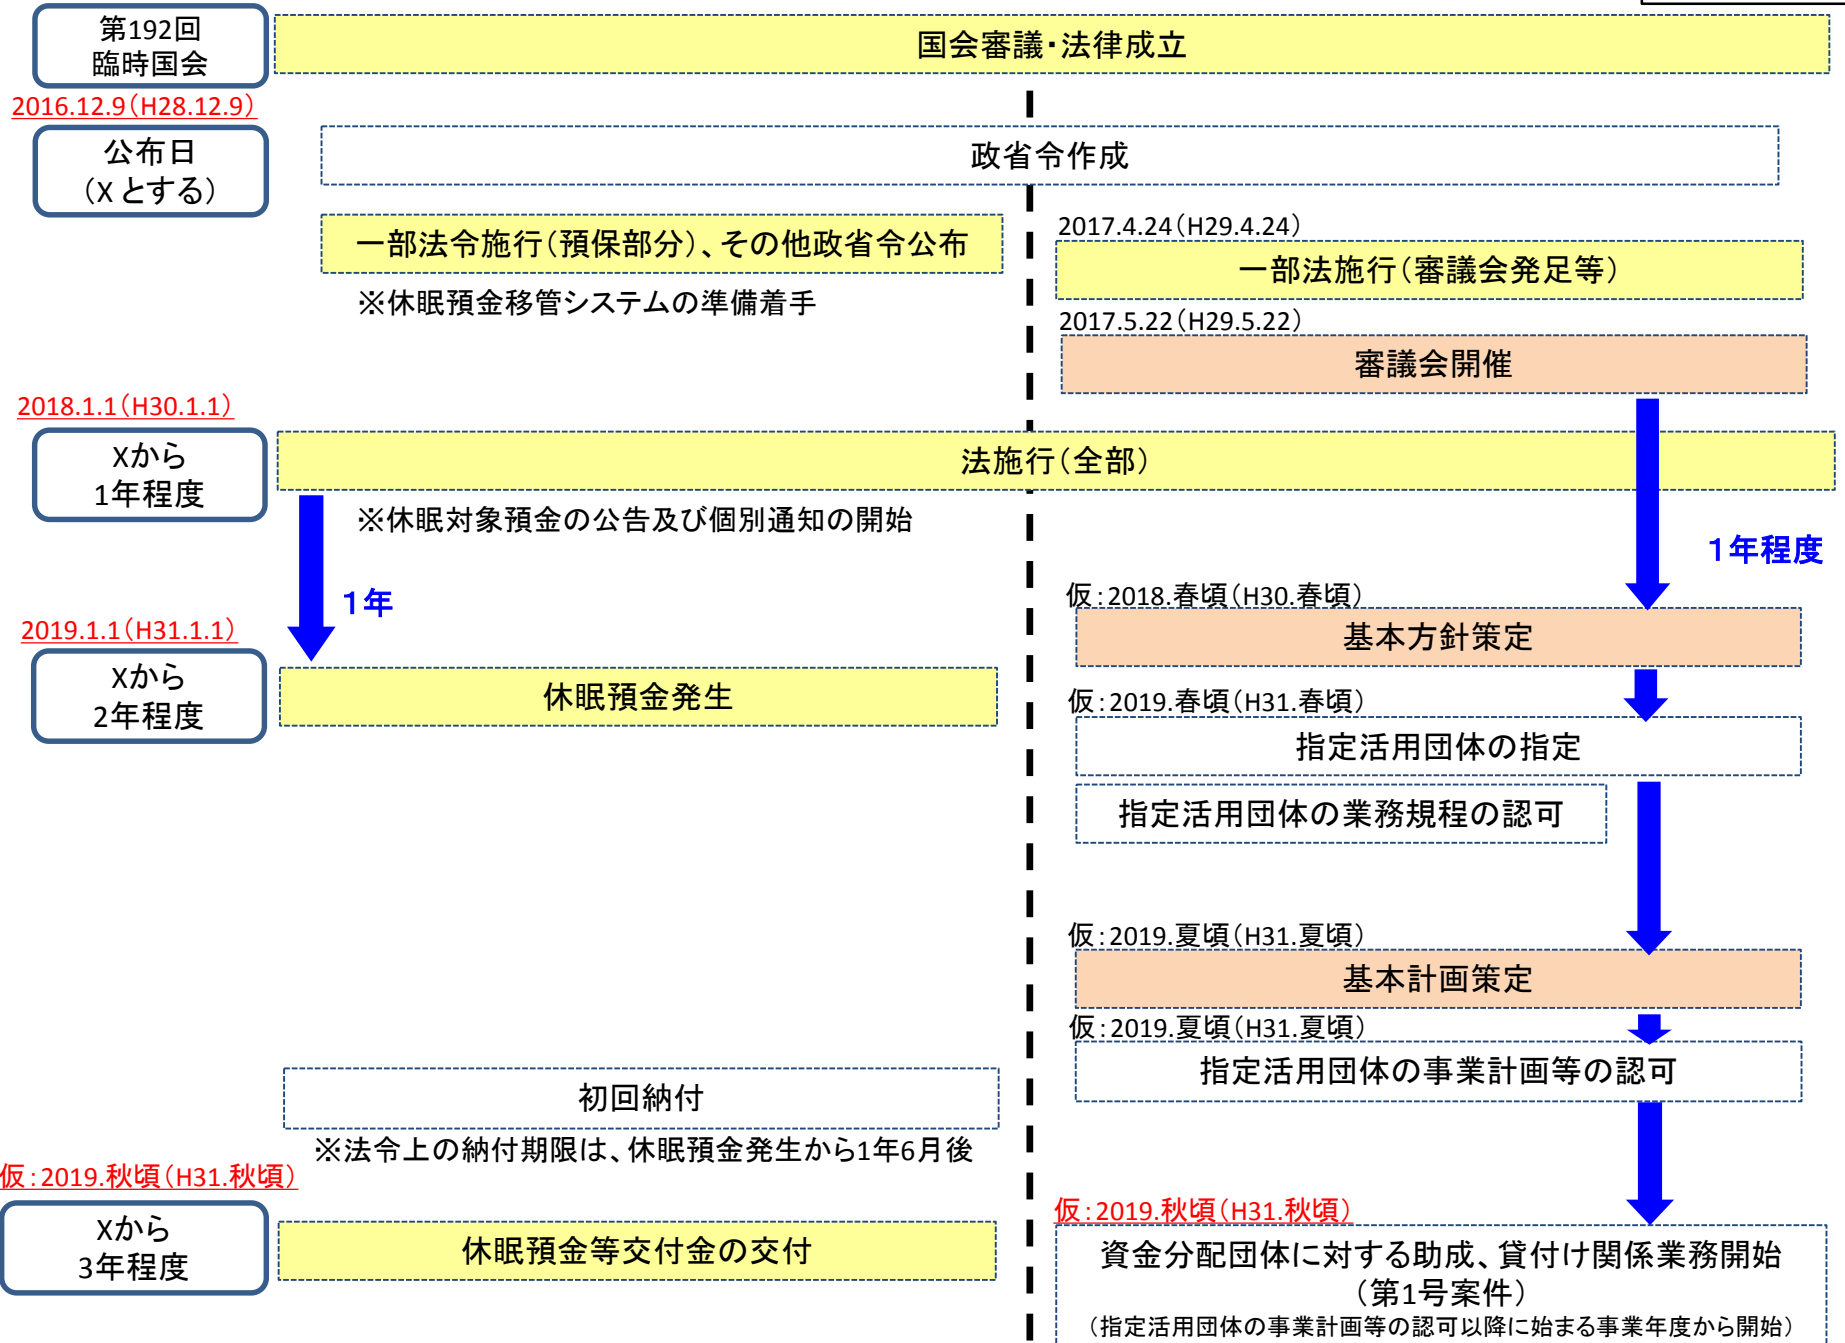 第192回
臨時国会
国会審議・法律成立
2016.12.9(H28.12.9)
公布日
(X とする)
政省令作成
一部法令施行(預保部分)、その他政省令公布
※休眠預金移管システムの準備着手
2017.4.24(H29.4.24)
一部法施行(審議会発足等)
2017.5.22(H29.5.22)
審議会開催
2018.1.1(H30.1.1)
Xから
1年程度
法施行(全部)
※休眠対象預金の公告及び個別通知の開始
1年
1年程度
仮:2018.春頃(H30.春頃)
基本方針策定
2019.1.1(H31.1.1)
Xから
2年程度
休眠預金発生
仮:2019.春頃(H31.春頃)
指定活用団体の指定
指定活用団体の業務規程の認可
仮:2019.夏頃(H31.夏頃)
基本計画策定
仮:2019.夏頃(H31.夏頃)
指定活用団体の事業計画等の認可
初回納付
※法令上の納付期限は、休眠預金発生から1年6月後
仮:2019.秋頃(H31.秋頃)
Xから
3年程度
休眠預金等交付金の交付
仮:2019.秋頃(H31.秋頃)
資金分配団体に対する助成、貸付け関係業務開始
(第1号案件)
(指定活用団体の事業計画等の認可以降に始まる事業年度から開始)